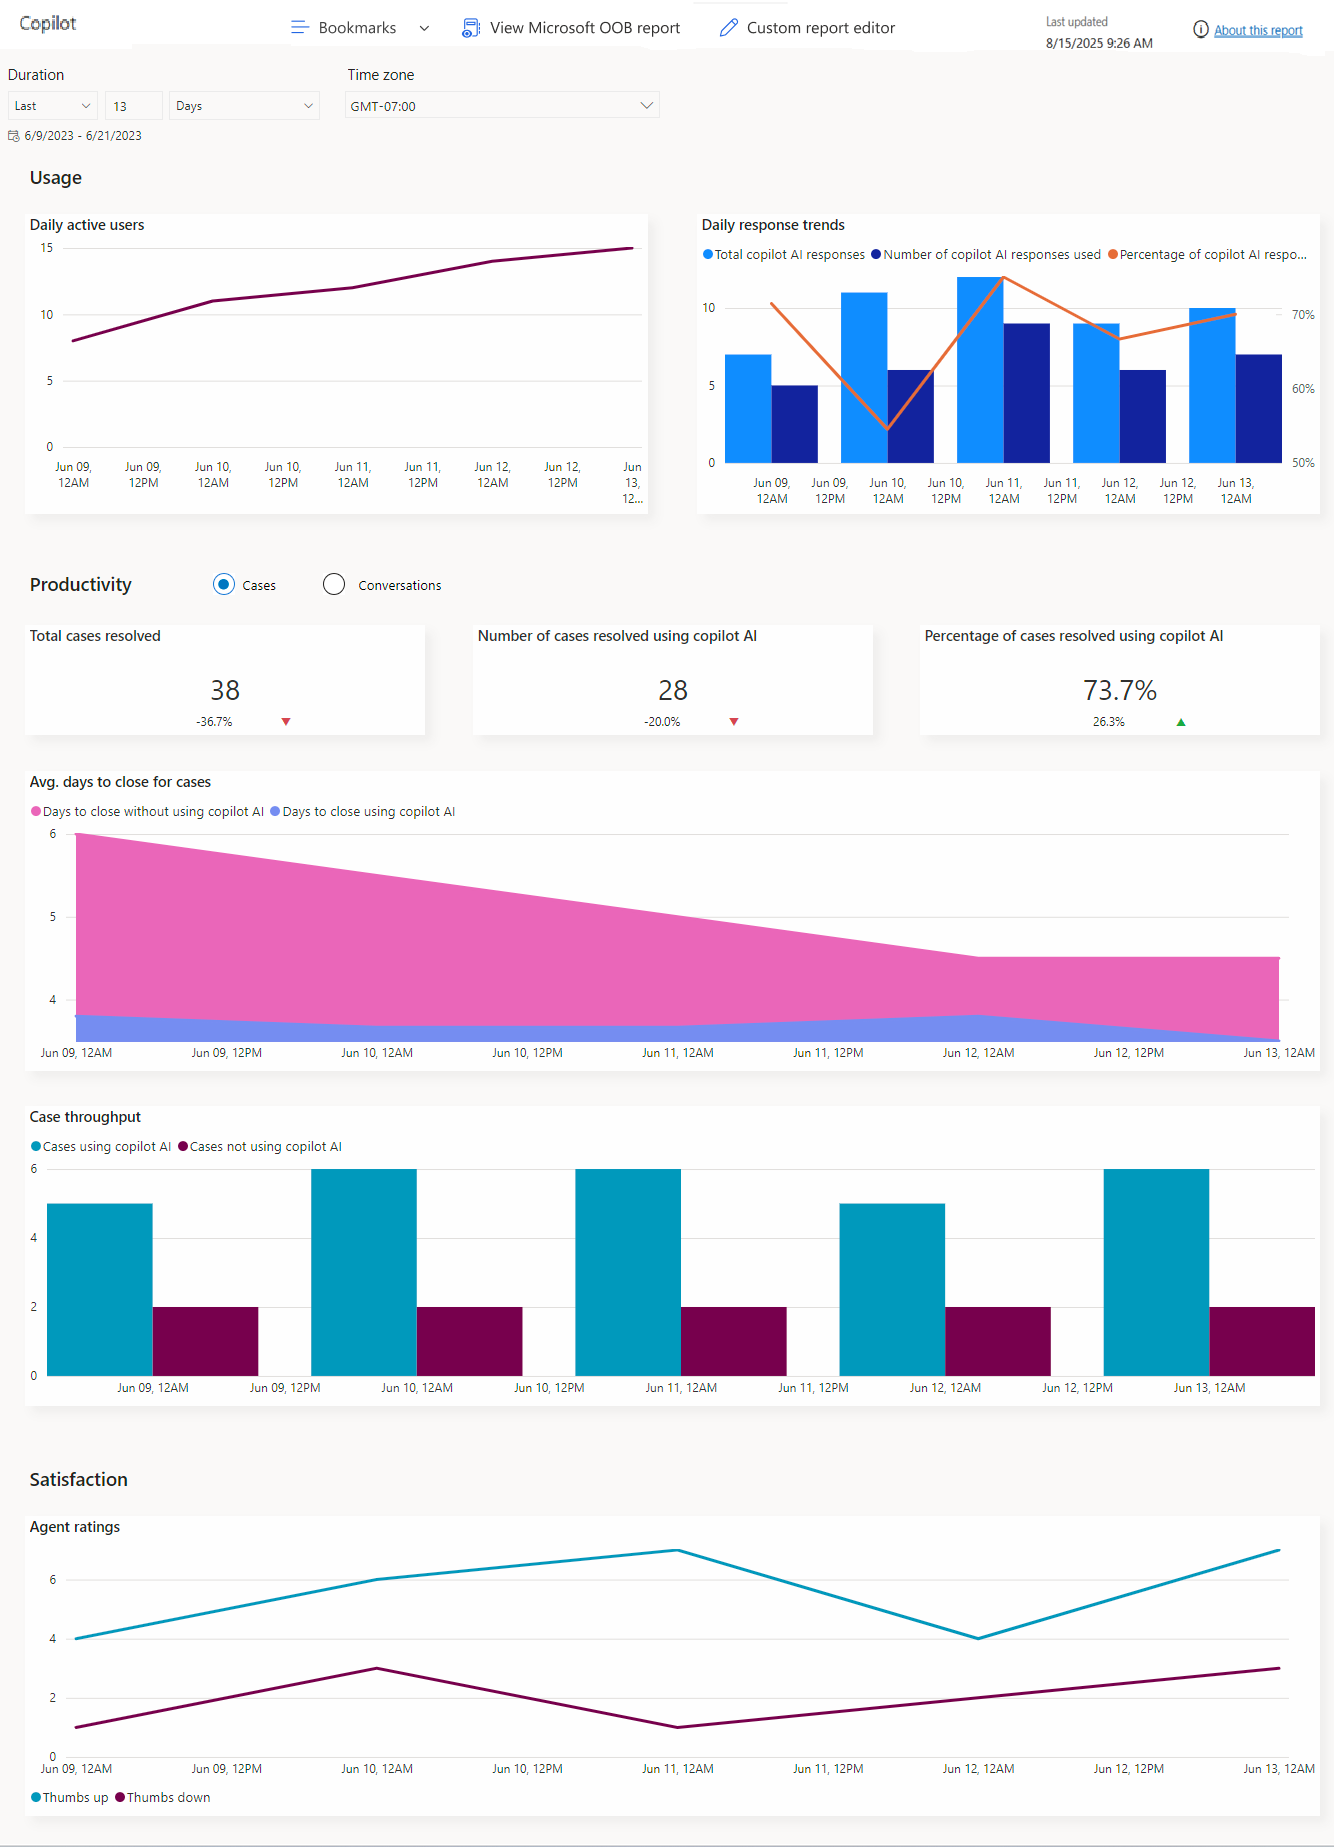 Copilot
Bookmarks
View Microsoft OOB report
Custom report editor
Last updated
8/15/2025 9:26 AM
About this report
Duration
Time zone
Last
13
Days
GMT-07:00
6/9/2023 - 6/21/2023
Usage
Daily active users
15
10
5
0
Jun 09, 12AM
Jun 09, 12PM
Jun 10, 12AM
Jun 10, 12PM
Jun 11, 12AM
Jun 11, 12PM
Jun 12, 12AM
Jun 12, 12PM
Jun 13, 12...
Daily response trends
Total copilot AI responses
Number of copilot AI responses used
Percentage of copilot AI respo...
10
5
0
70%
60%
50%
Jun 09, 12AM
Jun 09, 12PM
Jun 10, 12AM
Jun 10, 12PM
Jun 11, 12AM
Jun 11, 12PM
Jun 12, 12AM
Jun 12, 12PM
Jun 13, 12AM
Productivity
Cases
Conversations
Total cases resolved
38
-36.7%
Number of cases resolved using copilot AI
28
-20.0%
Percentage of cases resolved using copilot AI
73.7%
26.3%
Avg. days to close for cases
Days to close without using copilot AI
Days to close using copilot AI
6
5
4
Jun 09, 12AM
Jun 09, 12PM
Jun 10, 12AM
Jun 10, 12PM
Jun 11, 12AM
Jun 11, 12PM
Jun 12, 12AM
Jun 12, 12PM
Jun 13, 12AM
Case throughput
Cases using copilot AI
Cases not using copilot AI
6
4
2
0
Jun 09, 12AM
Jun 09, 12PM
Jun 10, 12AM
Jun 10, 12PM
Jun 11, 12AM
Jun 11, 12PM
Jun 12, 12AM
Jun 12, 12PM
Jun 13, 12AM
Satisfaction
Agent ratings
6
4
2
0
Jun 09, 12AM
Jun 09, 12PM
Jun 10, 12AM
Jun 10, 12PM
Jun 11, 12AM
Jun 11, 12PM
Jun 12, 12AM
Jun 12, 12PM
Jun 13, 12AM
Thumbs up
Thumbs down